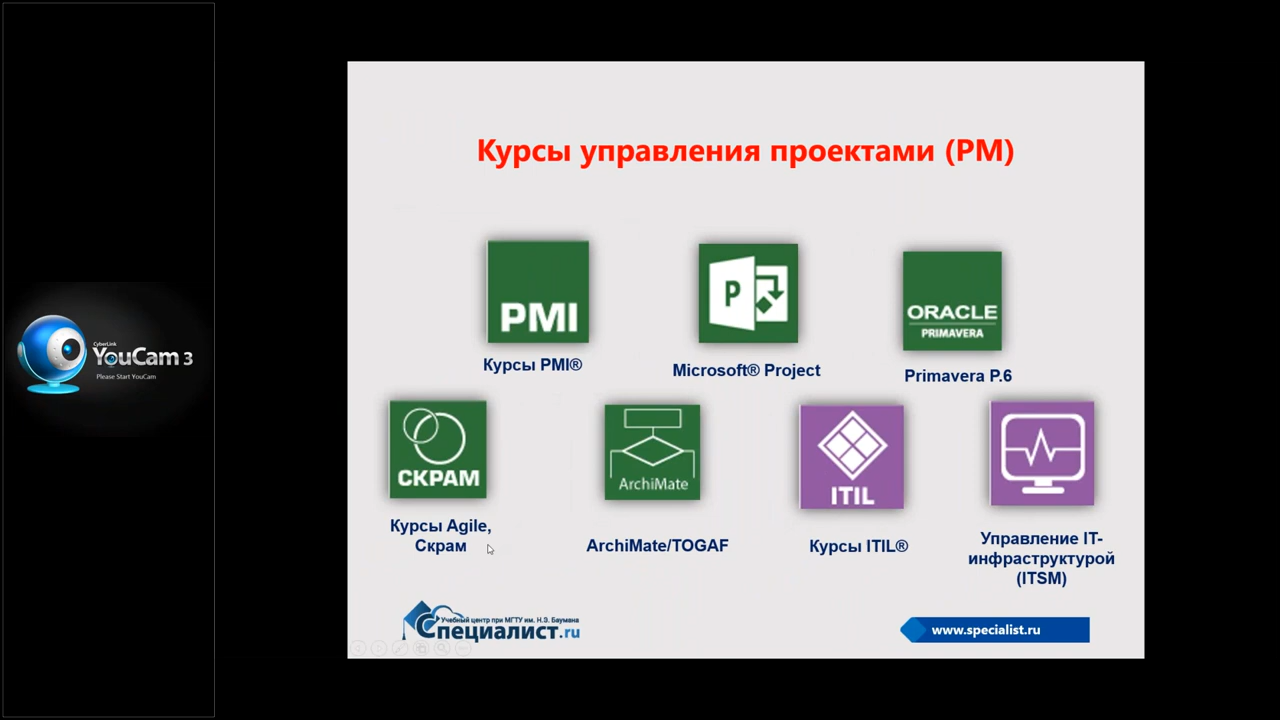 Курсы управления проектами (PM)
PMI
P
ORACLE
PRIMAVERA
Курсы PMI®
Microsoft® Project
Primavera P.6
CyberLink
YouCam 3
Please Start YouCam
СКРАМ
ArchiMate
ITIL
Курсы Agile,
Скрам
ArchiMate/TOGAF
Курсы ITIL®
Управление IT-
инфраструктурой
(ITSM)
Учебный центр при МГТУ им. Н.Э. Баумана
Специалист.ru
www.specialist.ru